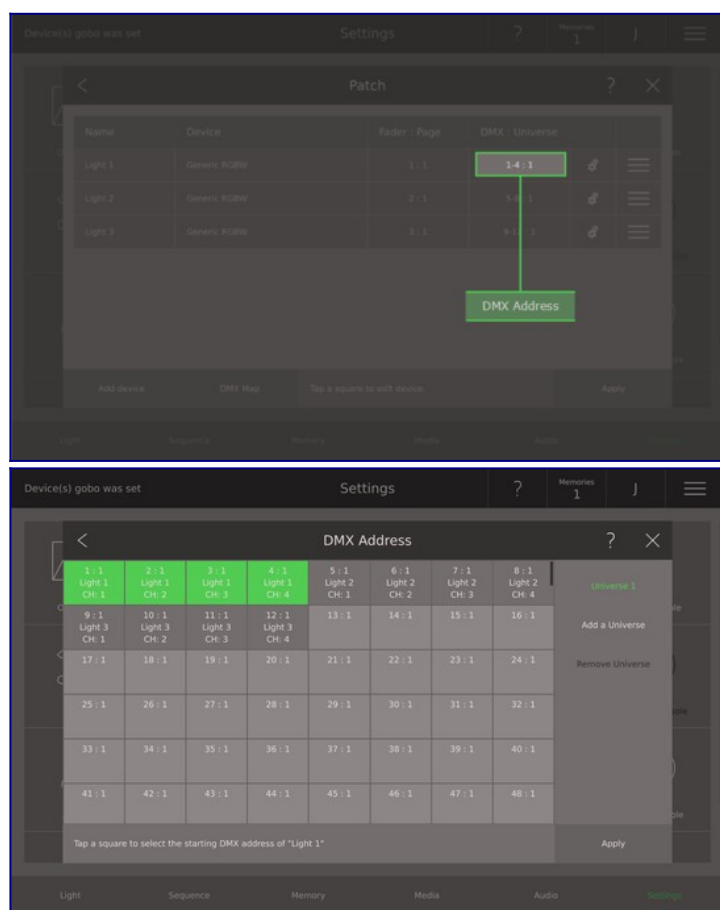 Device(s) gobo was set Settings ? Memories 1 J
Patch ?
Name Device Fader : Page DMX : Universe
Light 1 Generic RGBW 1 : 1 1-4 : 1
Light 2 Generic RGBW 2 : 1
Light 3 Generic RGBW 3 : 1
DMX Address
Add device DMX Map Tap a square to edit device. Apply
Light Sequence Memory Media Audio Settings
Device(s) gobo was set Settings ? Memories 1 J
DMX Address ?
1 : 1 2 : 1 3 : 1 4 : 1 5 : 1 6 : 1 7 : 1 8 : 1
Light 1 Light 1 Light 1 Light 1 Light 2 Light 2 Light 2 Light 2 Universe 1
CH: 1 CH: 2 CH: 3 CH: 4 CH: 1 CH: 2 CH: 3 CH: 4
9 : 1 10 : 1 11 : 1 12 : 1 13 : 1 14 : 1 15 : 1 16 : 1
Light 3 Light 3 Light 3 Light 3 Add a Universe
CH: 1 CH: 2 CH: 3 CH: 4
17 : 1 18 : 1 19 : 1 20 : 1 21 : 1 22 : 1 23 : 1 24 : 1 Remove Universe
25 : 1 26 : 1 27 : 1 28 : 1 29 : 1 30 : 1 31 : 1 32 : 1
33 : 1 34 : 1 35 : 1 36 : 1 37 : 1 38 : 1 39 : 1 40 : 1
41 : 1 42 : 1 43 : 1 44 : 1 45 : 1 46 : 1 47 : 1 48 : 1
Tap a square to select the starting DMX address of "Light 1" Apply
Light Sequence Memory Media Audio Settings